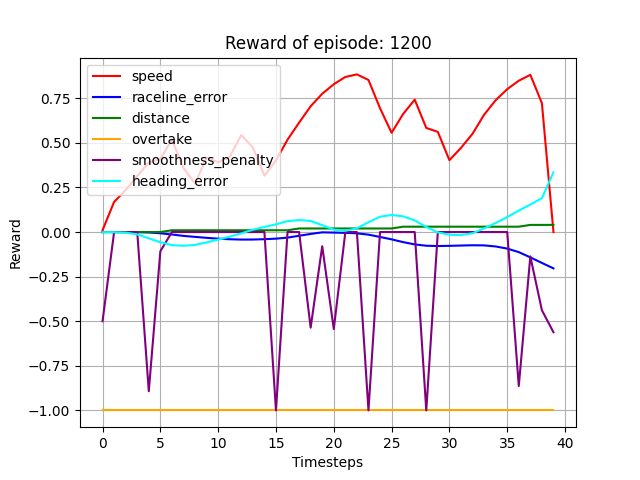 Reward of episode: 1200
speed
raceline_error
distance
overtake
smoothness_penalty
heading_error
0.75
0.50
0.25
0.00
−0.25
−0.50
−0.75
−1.00
Reward
0 5 10 15 20 25 30 35 40
Timesteps